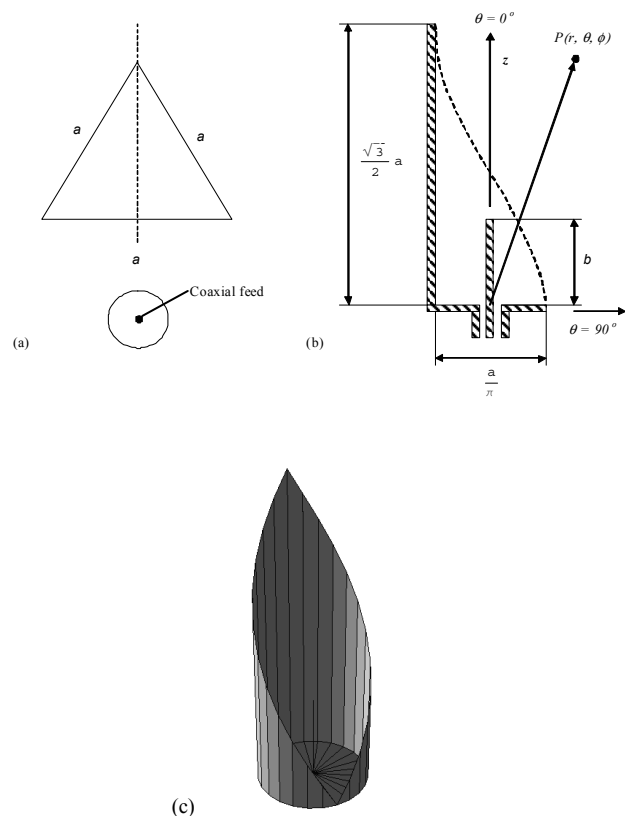 a
a
a
Coaxial feed
(a)
θ = 0°
P(r, θ, ϕ)
z
√3/2 a
b
θ = 90°
a/π
(b)
(c)